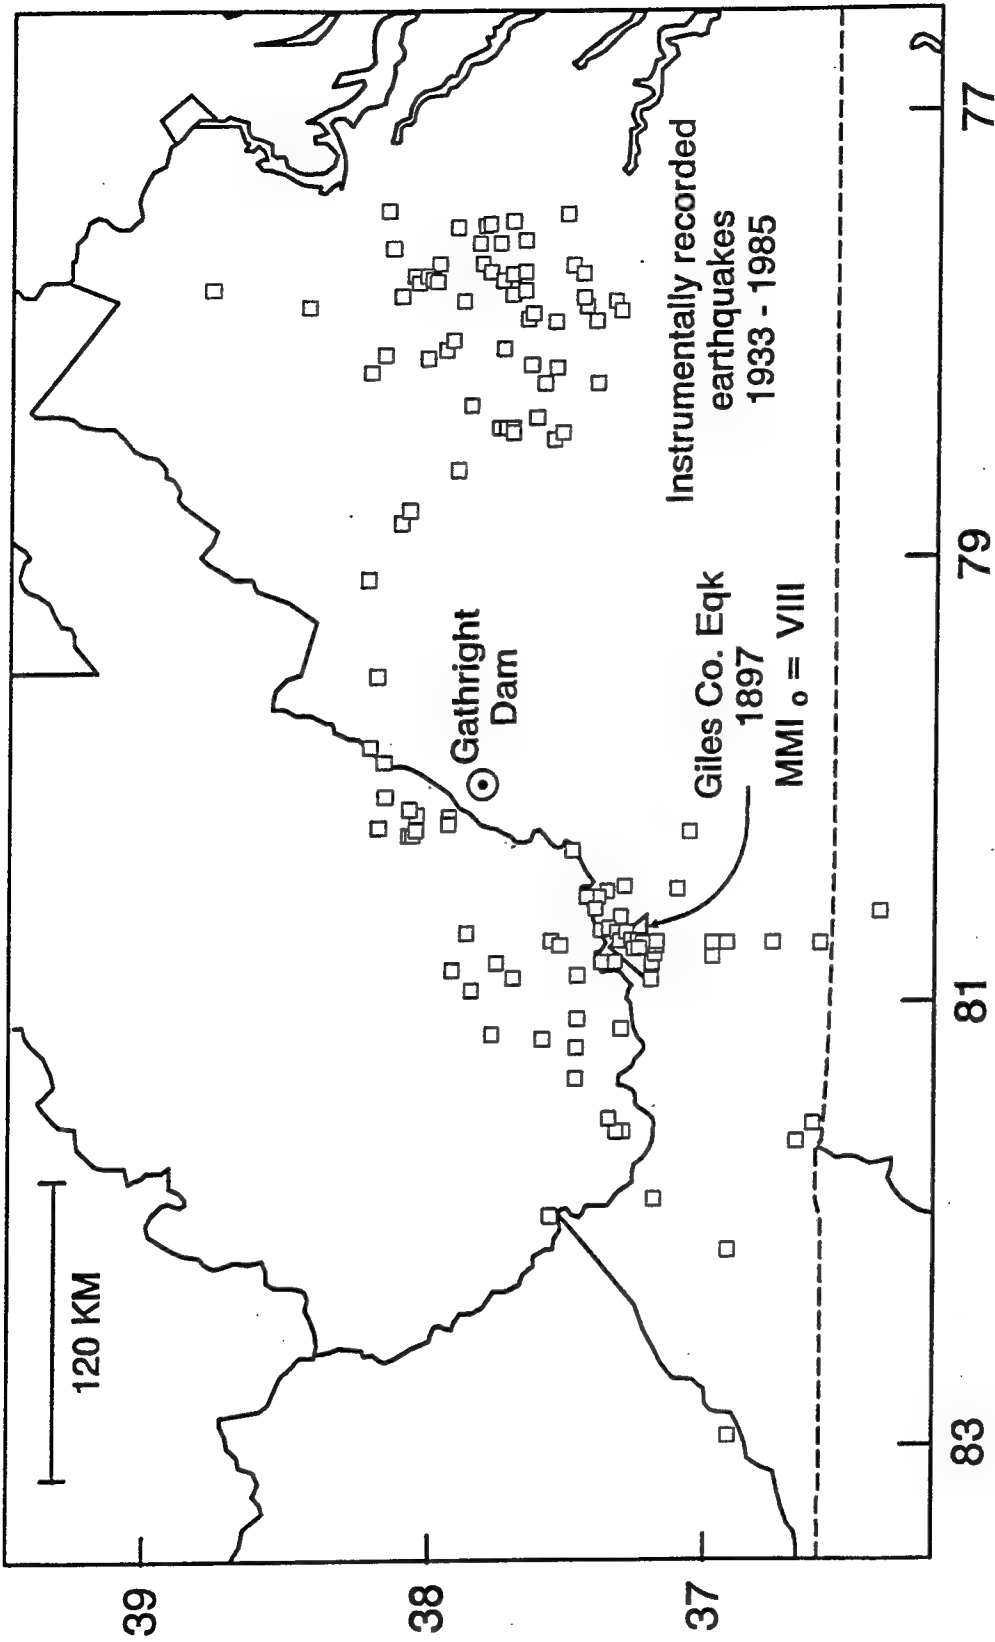 120 KM
Gathright
Dam
Giles Co. Eqk
1897
MMI o = VIII
Instrumentally recorded
earthquakes
1933 - 1985
39
38
37
83
81
79
77